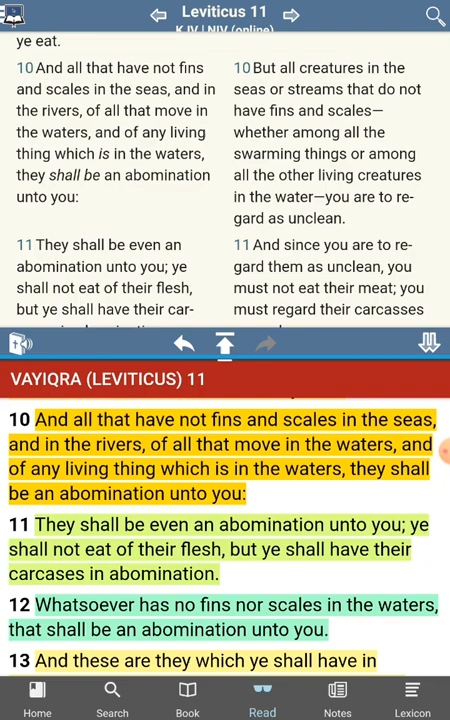 Leviticus 11
KJV | NIV (online)
ye eat.
10 And all that have not fins
and scales in the seas, and in
the rivers, of all that move in
the waters, and of any living
thing which is in the waters,
they shall be an abomination
unto you:
11 They shall be even an
abomination unto you; ye
shall not eat of their flesh,
but ye shall have their car-
10 But all creatures in the
seas or streams that do not
have fins and scales—
whether among all the
swarming things or among
all the other living creatures
in the water—you are to re-
gard as unclean.
11 And since you are to re-
gard them as unclean, you
must not eat their meat; you
must regard their carcasses
VAYIQRA (LEVITICUS) 11
10 And all that have not fins and scales in the seas,
and in the rivers, of all that move in the waters, and
of any living thing which is in the waters, they shall
be an abomination unto you:
11 They shall be even an abomination unto you; ye
shall not eat of their flesh, but ye shall have their
carcases in abomination.
12 Whatsoever has no fins nor scales in the waters,
that shall be an abomination unto you.
13 And these are they which ye shall have in
Home
Search
Book
Read
Notes
Lexicon